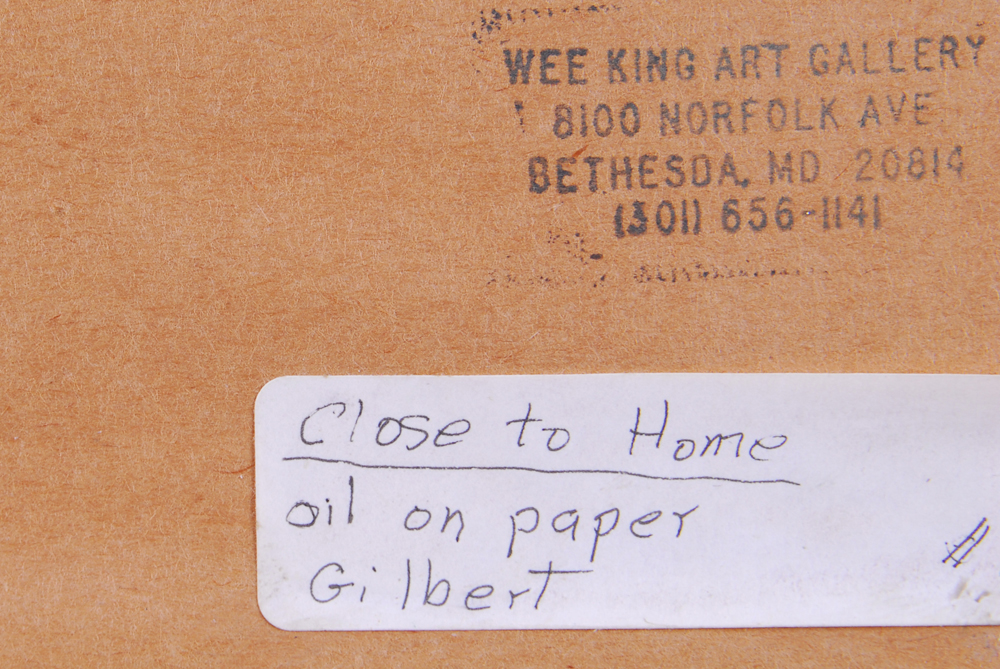 WEE KING ART GALLERY
8100 NORFOLK AVE
BETHESDA, MD 20814
(301) 656-1141
Close to Home
oil on paper
#
Gilbert